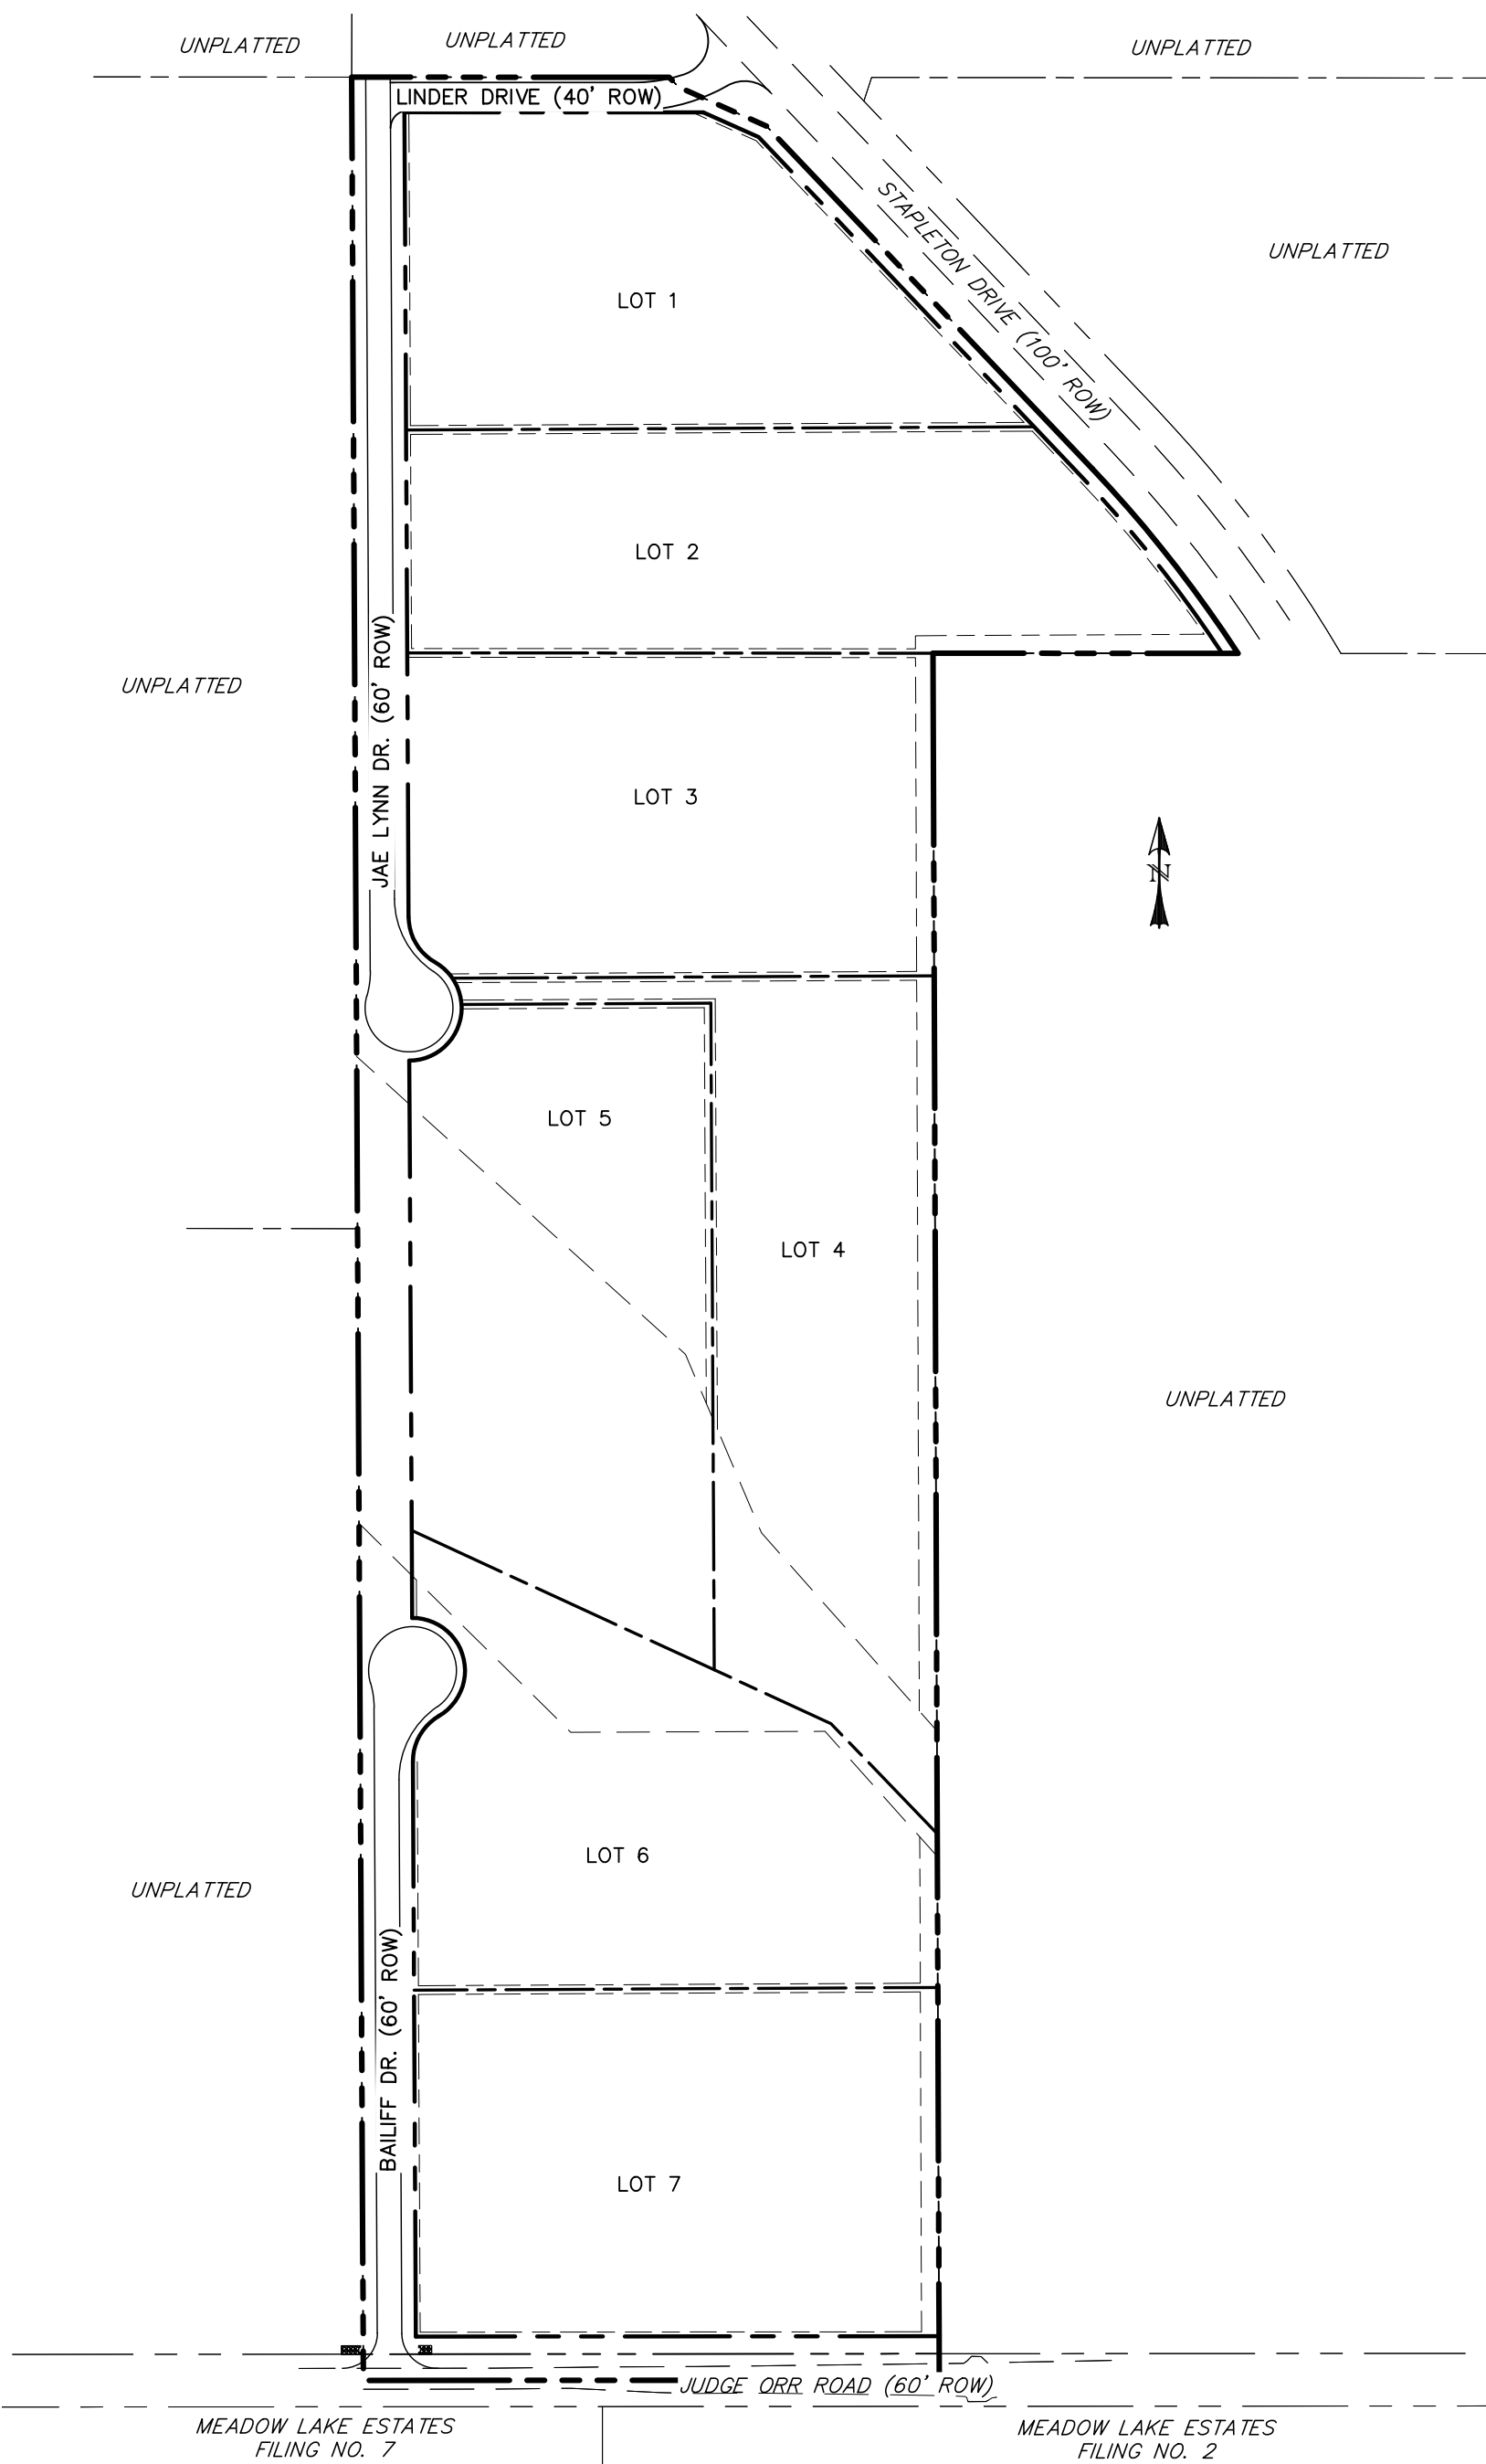 UNPLATTED
UNPLATTED
UNPLATTED
LINDER DRIVE (40' ROW)
STAPLETON DRIVE (100' ROW)
UNPLATTED
LOT 1
LOT 2
JAE LYNN DR. (60' ROW)
UNPLATTED
LOT 3
N
LOT 5
LOT 4
UNPLATTED
LOT 6
UNPLATTED
BAILIFF DR. (60' ROW)
LOT 7
JUDGE ORR ROAD (60' ROW)
MEADOW LAKE ESTATES
FILING NO. 7
MEADOW LAKE ESTATES
FILING NO. 2